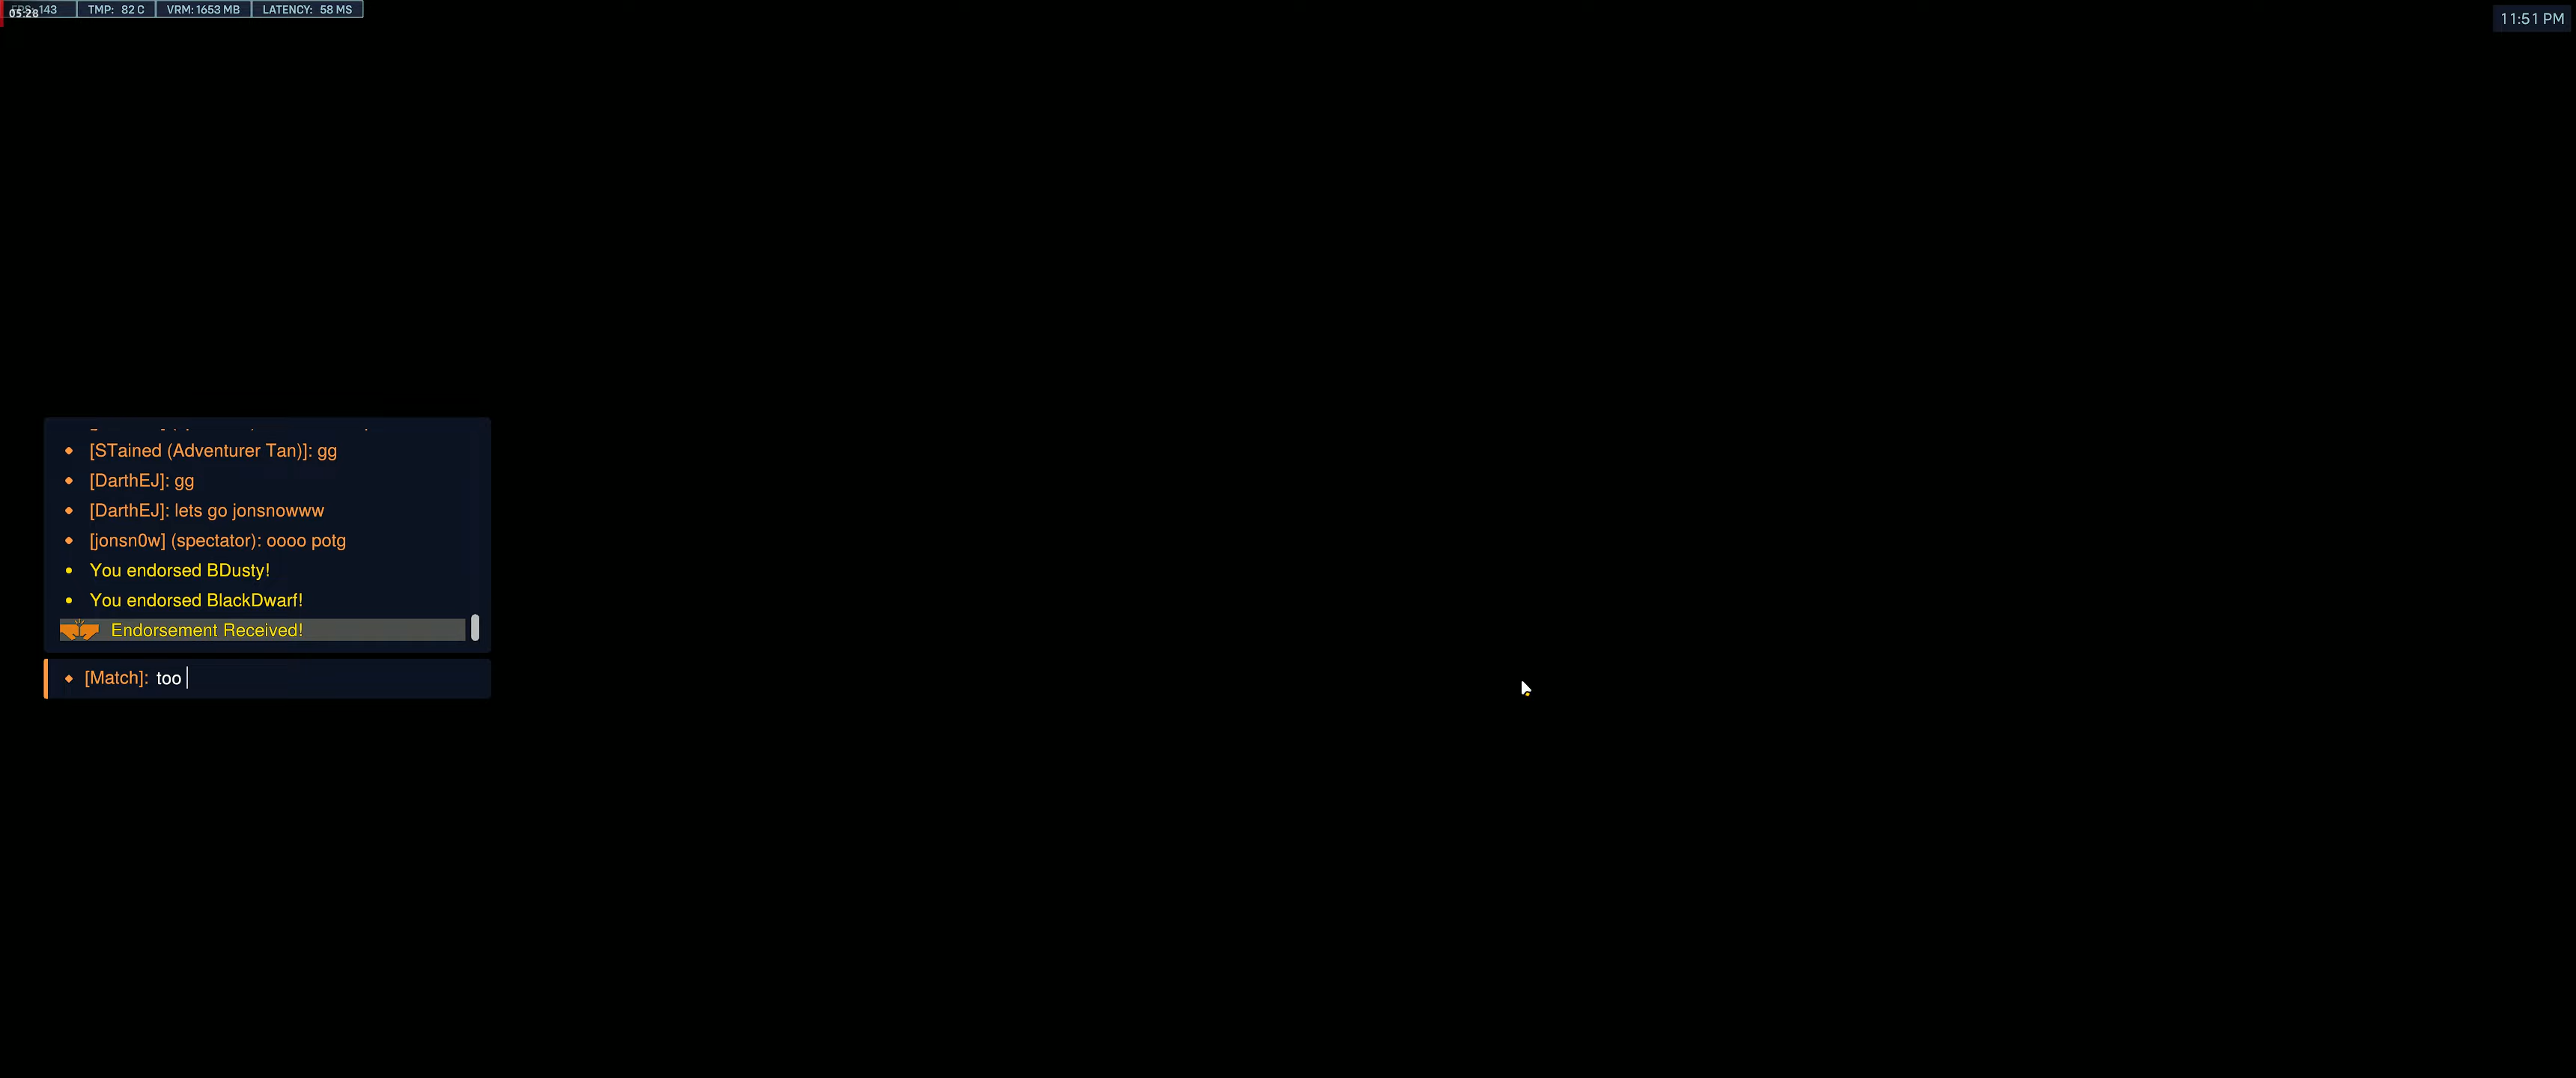 05:28 143 TMP: 82 C VRM: 1653 MB LATENCY: 58 MS
11:51 PM
[STained (Adventurer Tan)]: gg
[DarthEJ]: gg
[DarthEJ]: lets go jonsnowww
[jonsn0w] (spectator): oooo potg
You endorsed BDusty!
You endorsed BlackDwarf!
Endorsement Received!
[Match]: too